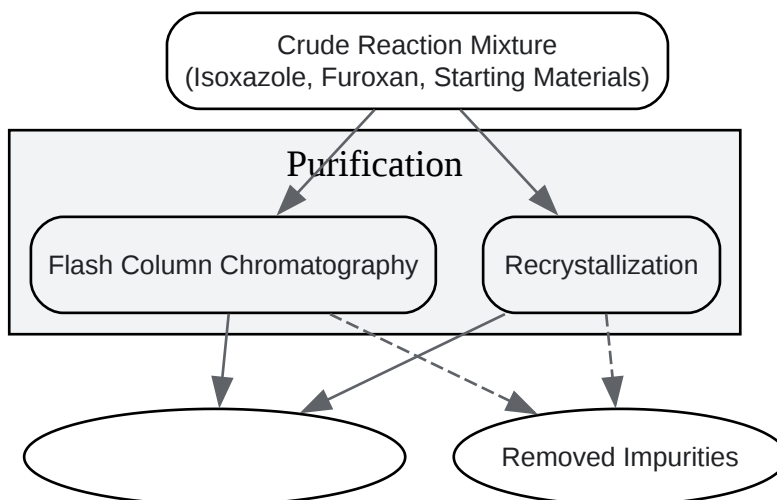 Crude Reaction Mixture
(Isoxazole, Furoxan, Starting Materials)
Purification
Flash Column Chromatography
Recrystallization
Removed Impurities